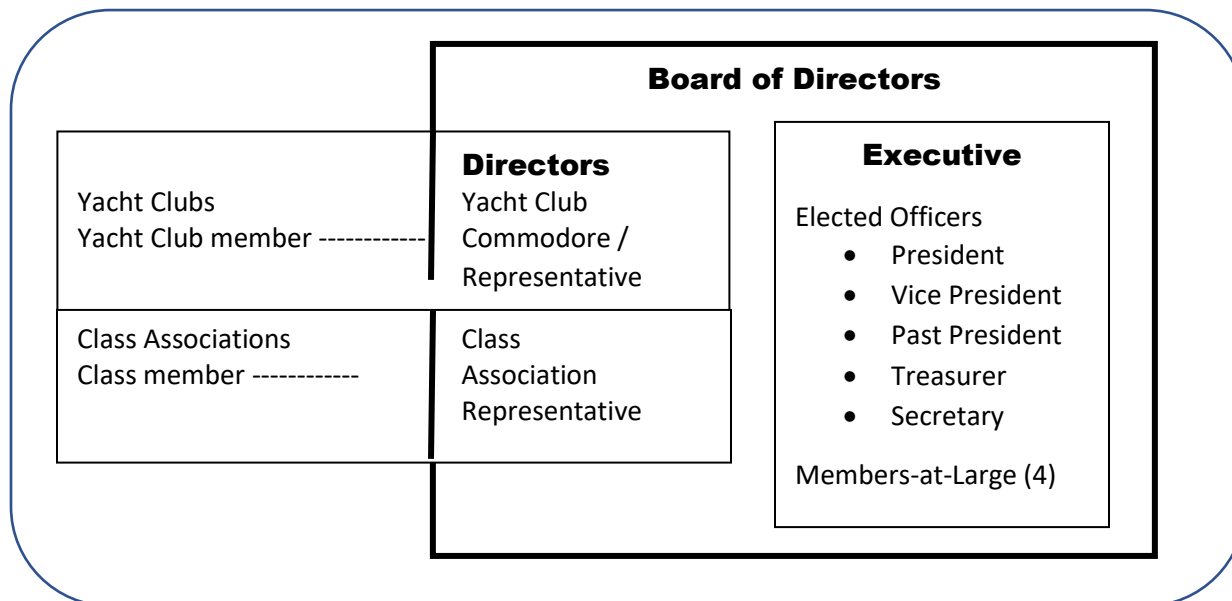 Board of Directors
Yacht Clubs
Yacht Club member ------------
Directors
Yacht Club
Commodore /
Representative
Class Associations
Class member ------------
Class
Association
Representative
Executive
Elected Officers
• President
• Vice President
• Past President
• Treasurer
• Secretary
Members-at-Large (4)